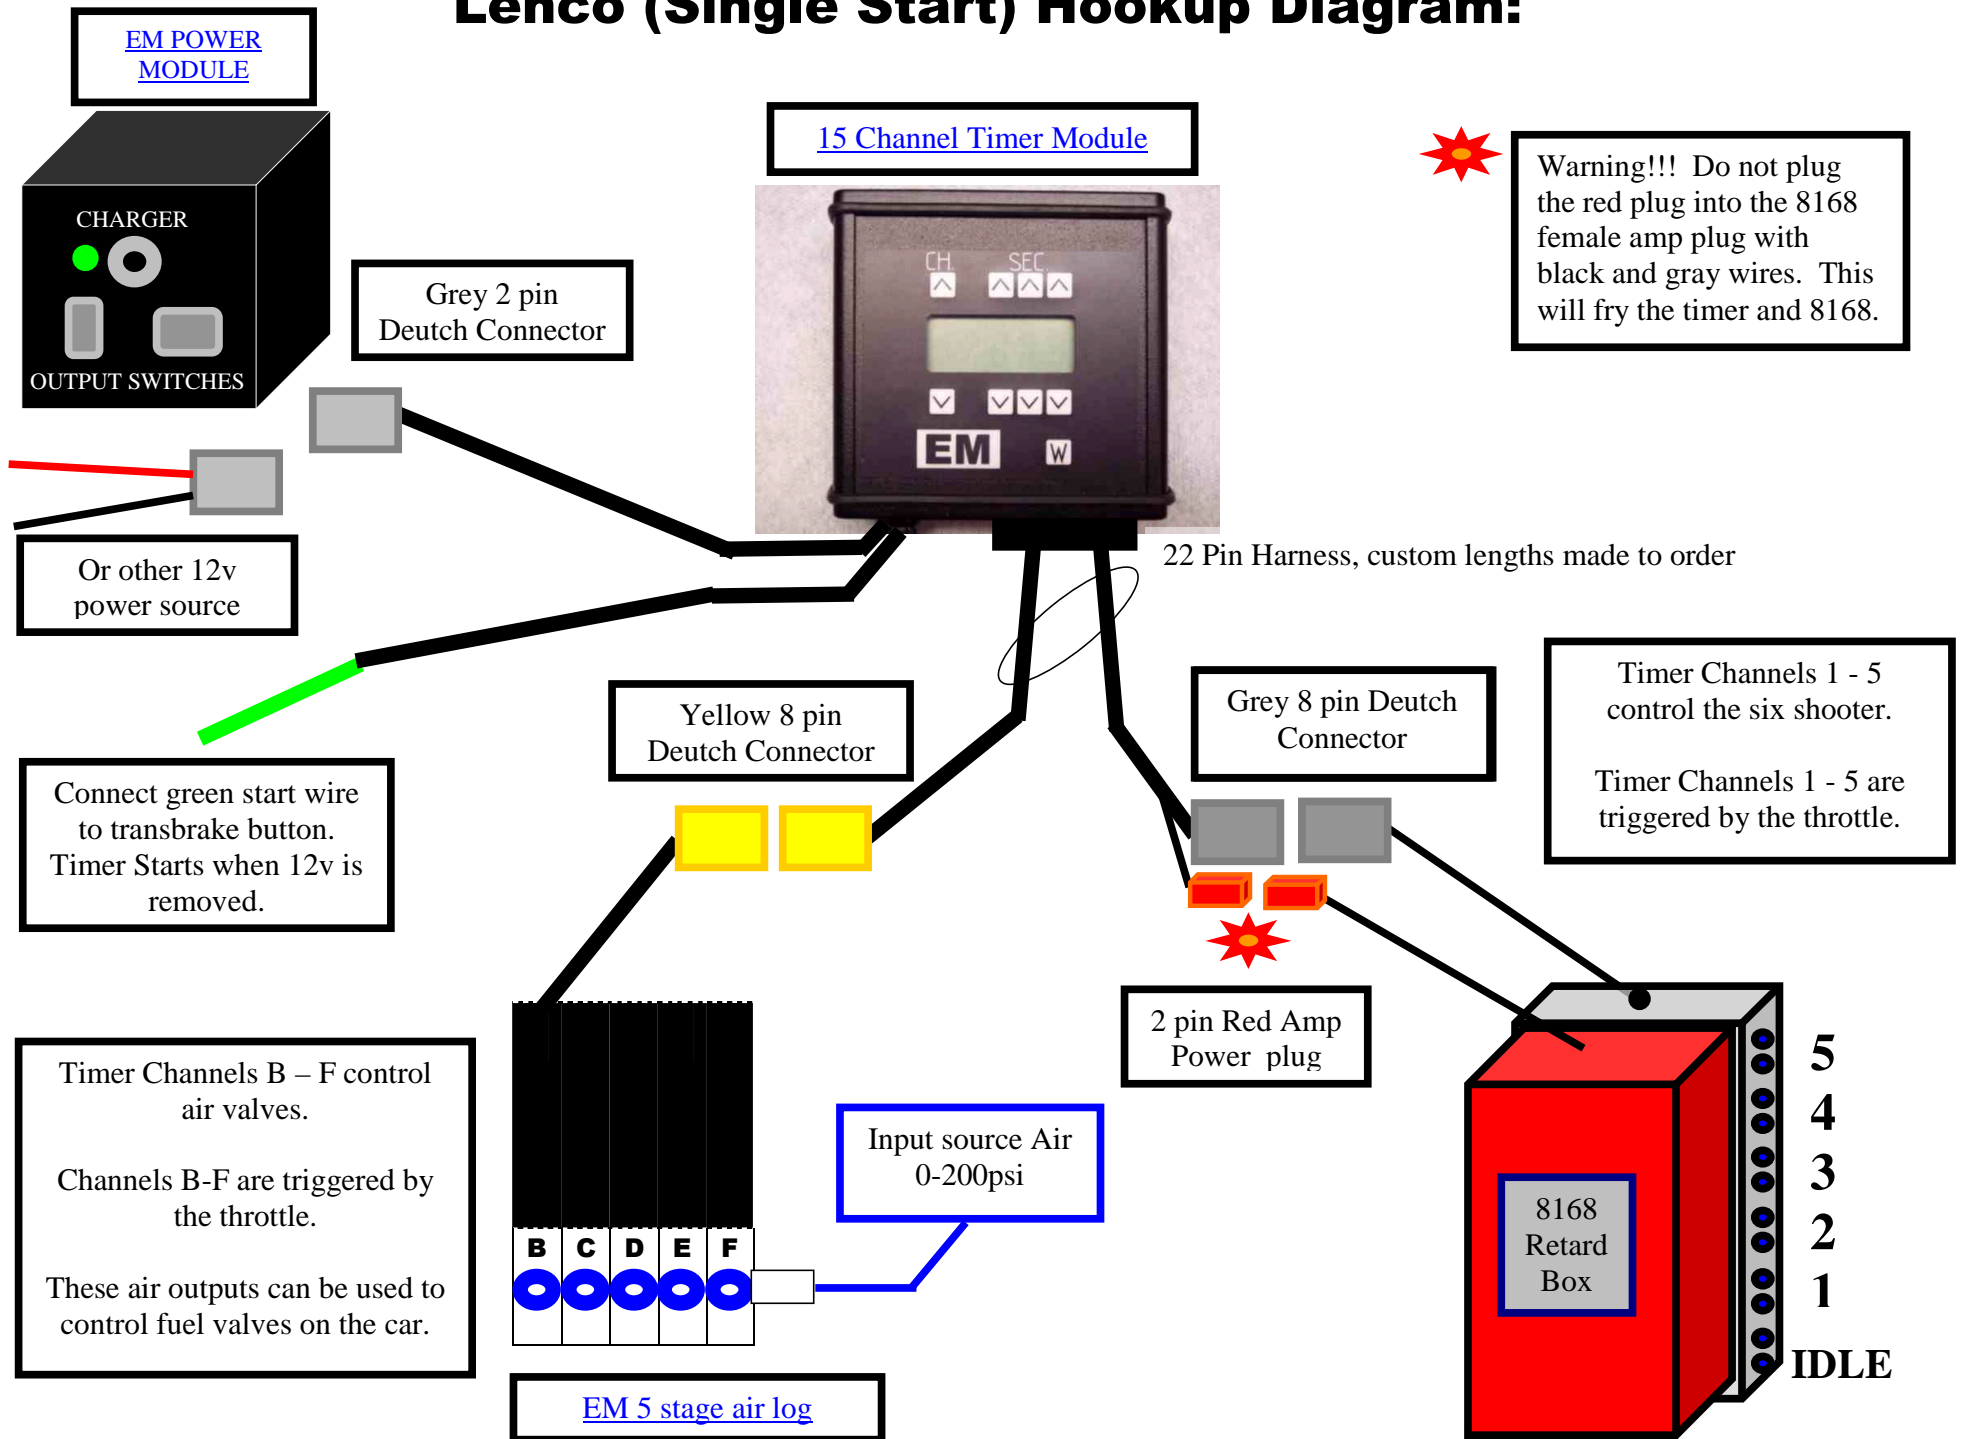 Lenco (Single Start) Hookup Diagram:
EM POWER
MODULE
15 Channel Timer Module
Warning!!!  Do not plug
the red plug into the 8168
female amp plug with
black and gray wires.  This
will fry the timer and 8168.
CHARGER
OUTPUT SWITCHES
Grey 2 pin
Deutch Connector
CH. SEC.
EM W
Or other 12v
power source
22 Pin Harness, custom lengths made to order
Connect green start wire
to transbrake button.
Timer Starts when 12v is
removed.
Yellow 8 pin
Deutch Connector
Grey 8 pin Deutch
Connector
Timer Channels 1 - 5
control the six shooter.
Timer Channels 1 - 5 are
triggered by the throttle.
2 pin Red Amp
Power  plug
Timer Channels B – F control
air valves.
Channels B-F are triggered by
the throttle.
These air outputs can be used to
control fuel valves on the car.
B C D E F
Input source Air
0-200psi
EM 5 stage air log
8168
Retard
Box
5
4
3
2
1
IDLE